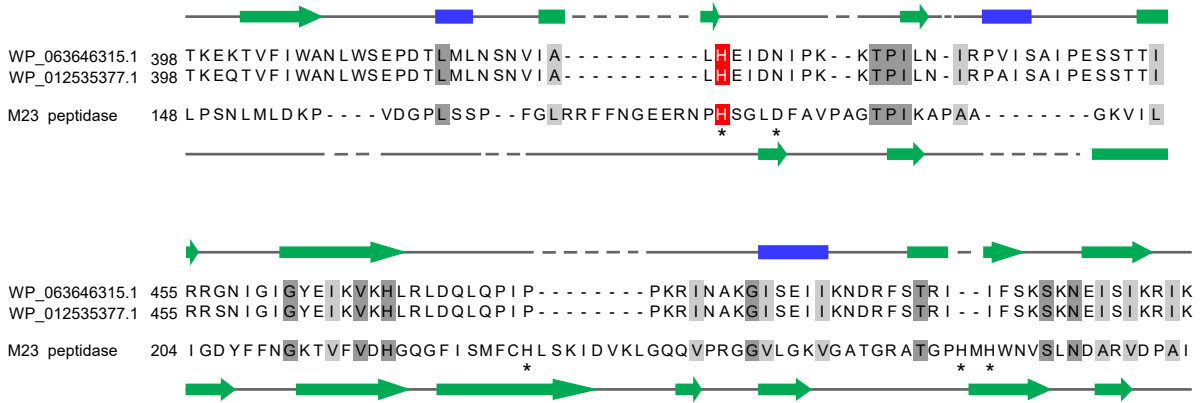 WP_063646315.1 398 TKEKTVFIWANLWSEPDTLMLNSNVIA----------LHEIDNIPK--KTPILN-IRPVISAIPESSTTI
WP_012535377.1 398 TKEQTVFIWANLWSEPDTLMLNSNVIA----------LHEIDNIPK--KTPILN-IRPAISAIPESSTTI
M23 peptidase 148 LPSNLMLDKP----VDGPLSSP--FGLRRFFNGEERNPHSGLDFAVPAGTPIKAPAA--------GKVIL
* *
WP_063646315.1 455 RRGNIGIGYEIKVKHLRLDQLQPIP--------PKRINAKGISEIIKNDRFSTRI--IFSKSKNEISIKRIK
WP_012535377.1 455 RRSNIGIGYEIKVKHLRLDQLQPIP--------PKRINAKGISEIIKNDRFSTRI--IFSKSKNEISIKRIK
M23 peptidase 204 IGDYFFNGKTVFVDHGQGFISMFCHLSKIDVKLGQQVPRGGVLGKVGATGRATGPHMHWNVSLNDARVDPAI
* * *